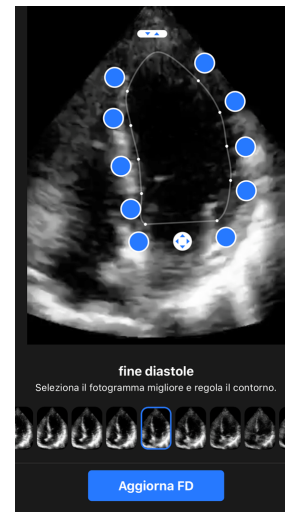 fine diastole
Seleziona il fotogramma migliore e regola il contorno.
Aggiorna FD